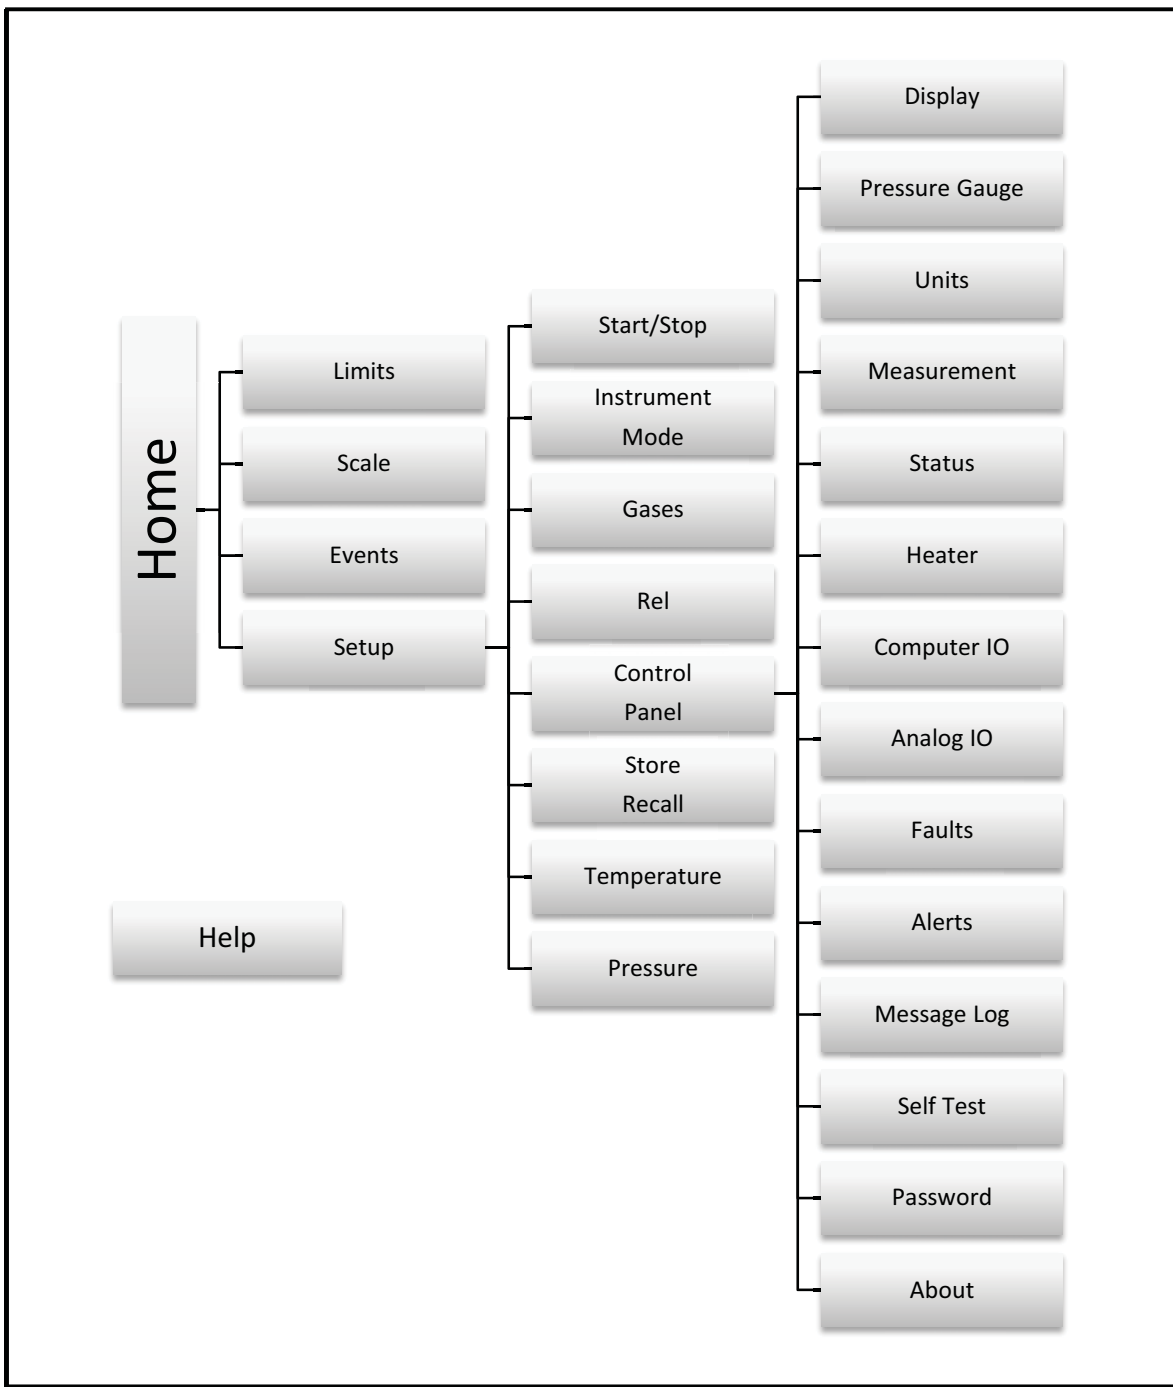 Home
Limits
Scale
Events
Setup
Start/Stop
Instrument
Mode
Gases
Rel
Control
Panel
Store
Recall
Temperature
Pressure
Display
Pressure Gauge
Units
Measurement
Status
Heater
Computer IO
Analog IO
Faults
Alerts
Message Log
Self Test
Password
About
Help